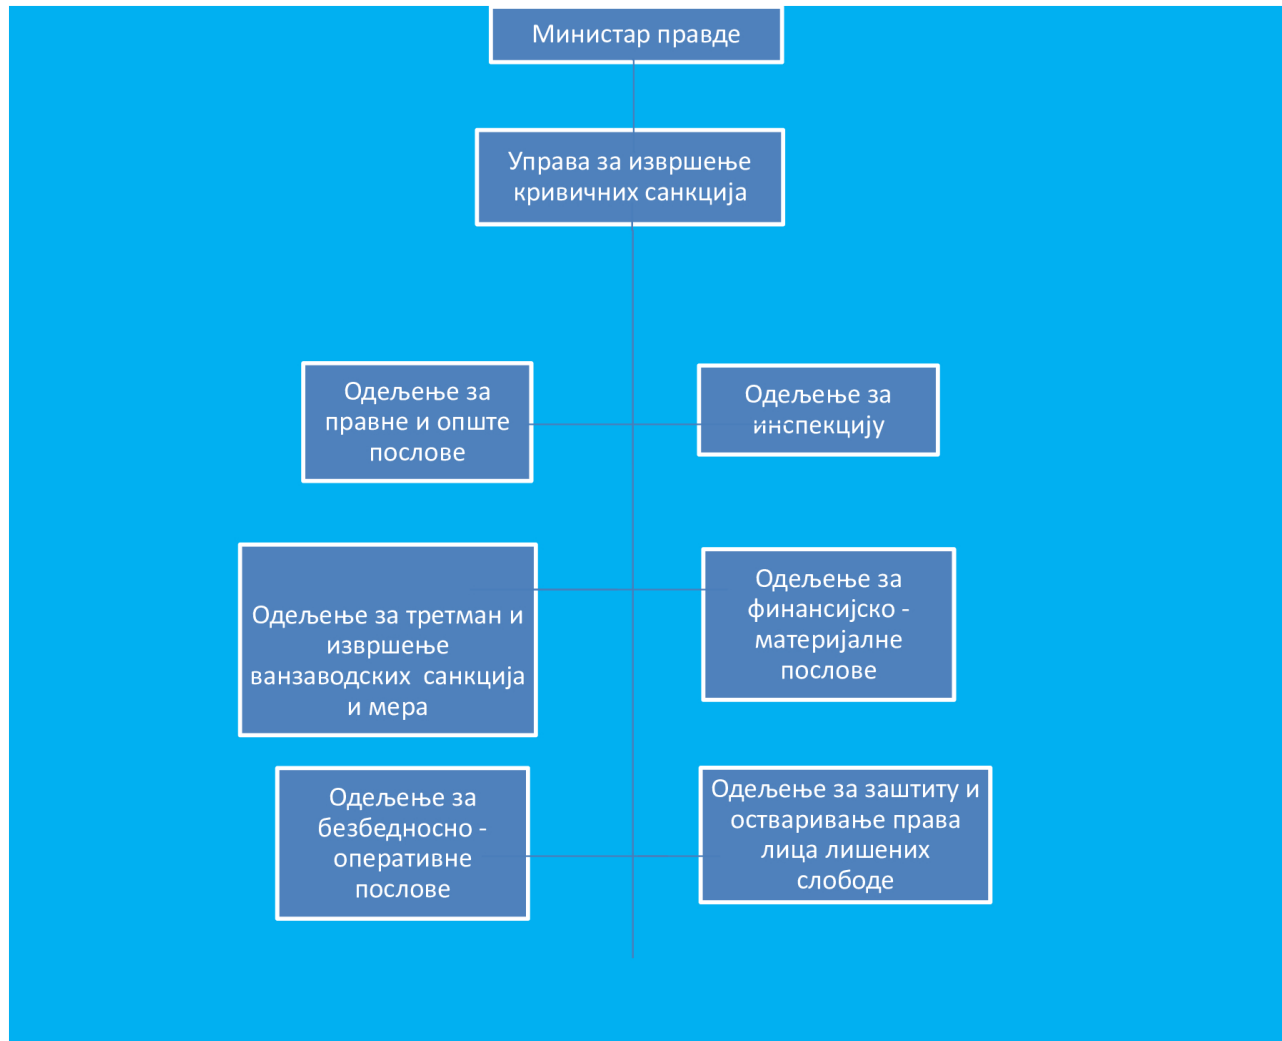 Министар правде
Управа за извршење
кривичних санкција
Одељење за
правне и опште
послове
Одељење за
инспекцију
Одељење за третман и
извршење
ванзаводских  санкција
и мера
Одељење за
финансијско -
материјалне
послове
Одељење за
безбедносно -
оперативне
послове
Одељење за заштиту и
остваривање права
лица лишених
слободе